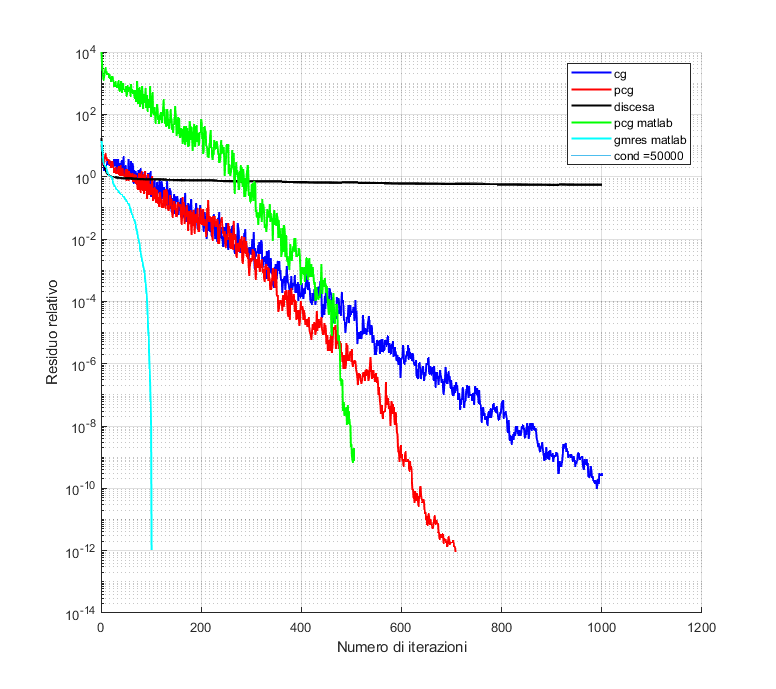 10^4
10^2
10^0
10^-2
10^-4
10^-6
10^-8
10^-10
10^-12
10^-14
Residuo relativo
0 200 400 600 800 1000 1200
Numero di iterazioni
cg
pcg
discesa
pcg matlab
gmres matlab
cond =50000